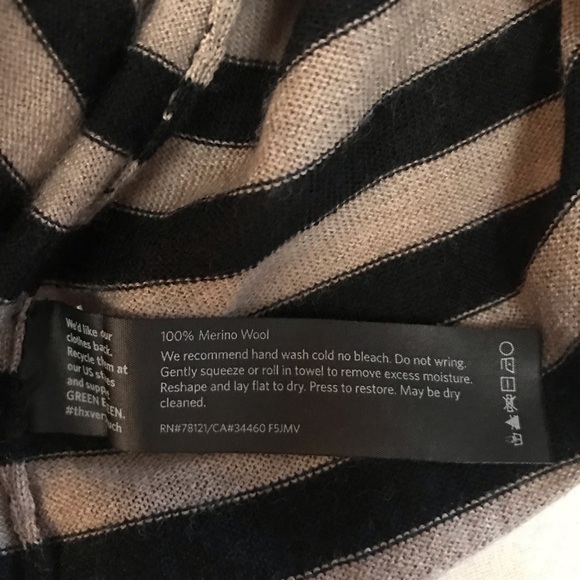 We'd like our
clothes back.
Recycle them at
our US
and
GREEN
#thxver
100% Merino Wool
We recommend hand wash cold no bleach. Do not wring.
Gently squeeze or roll in towel to remove excess moisture.
Reshape and lay flat to dry. Press to restore. May be dry
cleaned.
RN#78121/CA#34460 F5JMV